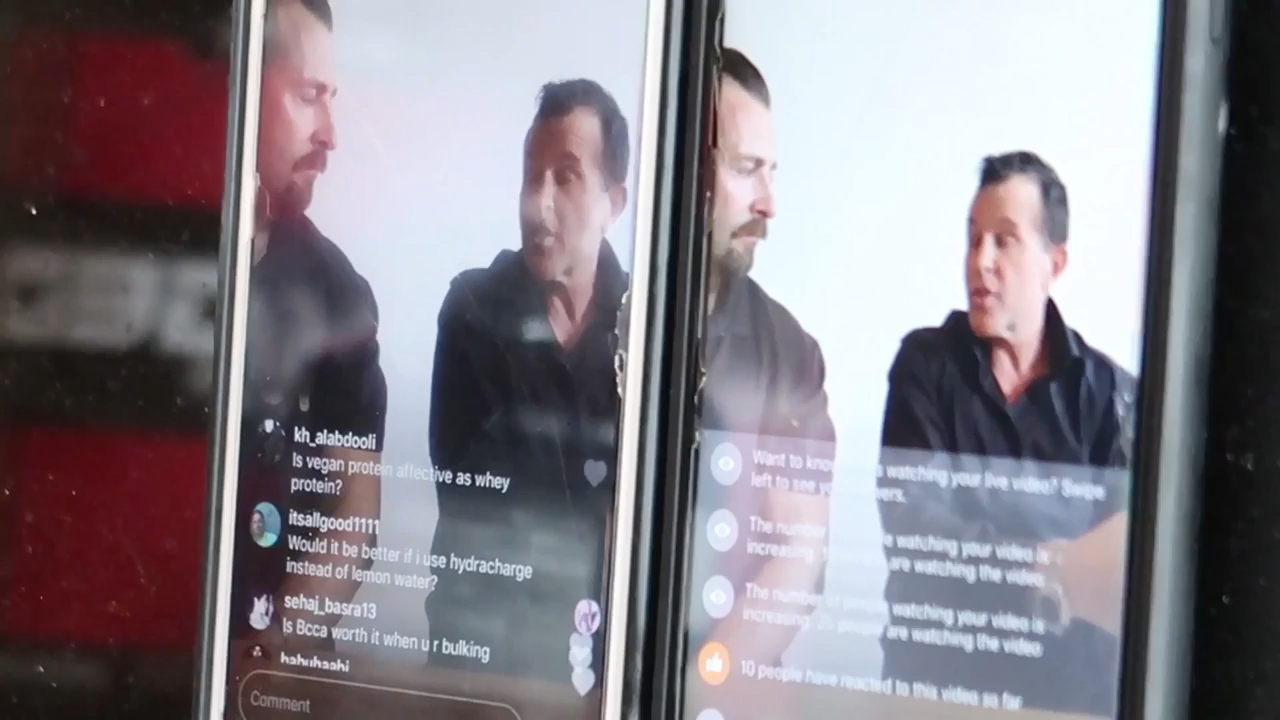 kh_alabdooli
Is vegan protein affective as whey
protein?
itsallgood1111
Would it be better if i use hydracharge
instead of lemon water?
sehaj_basra13
Is Bcca worth it when u r bulking
Comment
Want to know watching your live video? Swipe
left to see
The number watching your video is
increasing. are watching the video
The number of people watching your video is
increasing. people are watching the video
10 people have reacted to this video so far